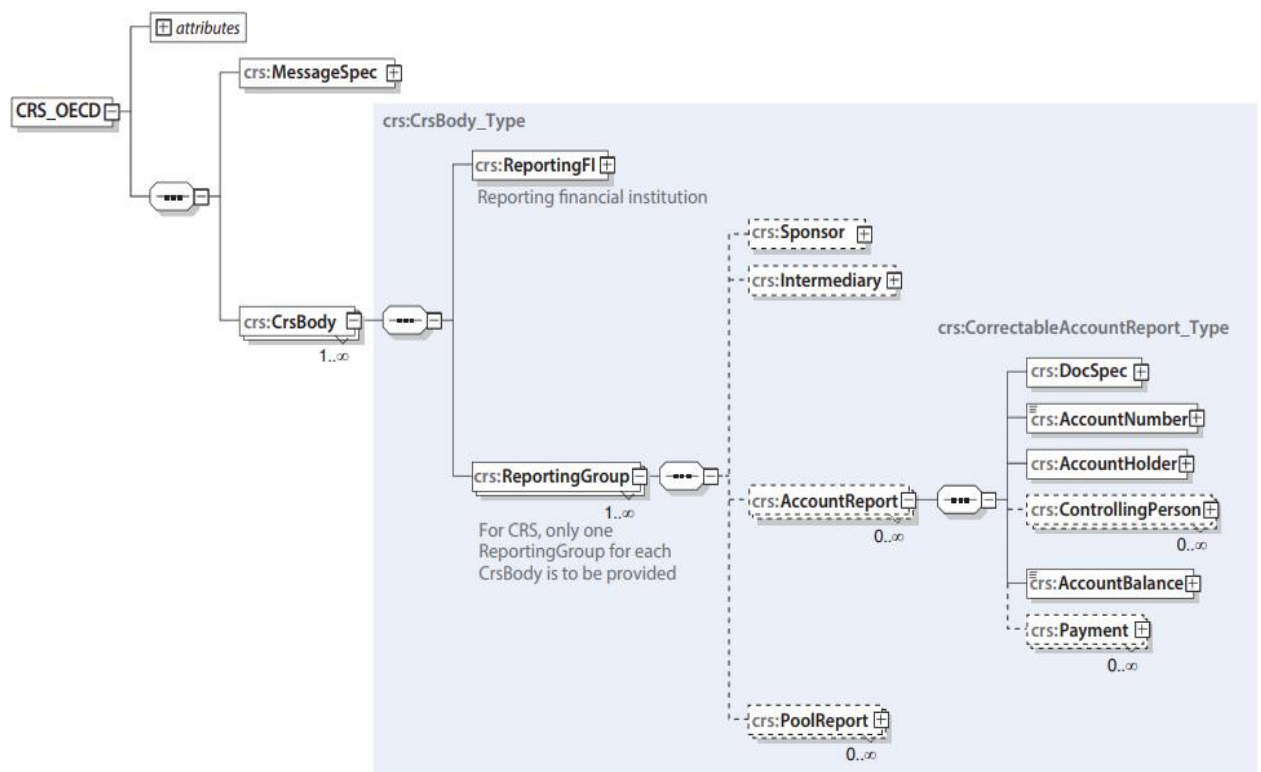 attributes
crs:MessageSpec
CRS_OECD
crs:CrsBody_Type
crs:ReportingFI
Reporting financial institution
crs:Sponsor
crs:Intermediary
crs:CrsBody
1..∞
crs:CorrectableAccountReport_Type
crs:DocSpec
crs:AccountNumber
crs:AccountHolder
crs:ReportingGroup
1..∞
For CRS, only one
ReportingGroup for each
CrsBody is to be provided
crs:AccountReport
0..∞
crs:ControllingPerson
0..∞
crs:AccountBalance
crs:Payment
0..∞
crs:PoolReport
0..∞